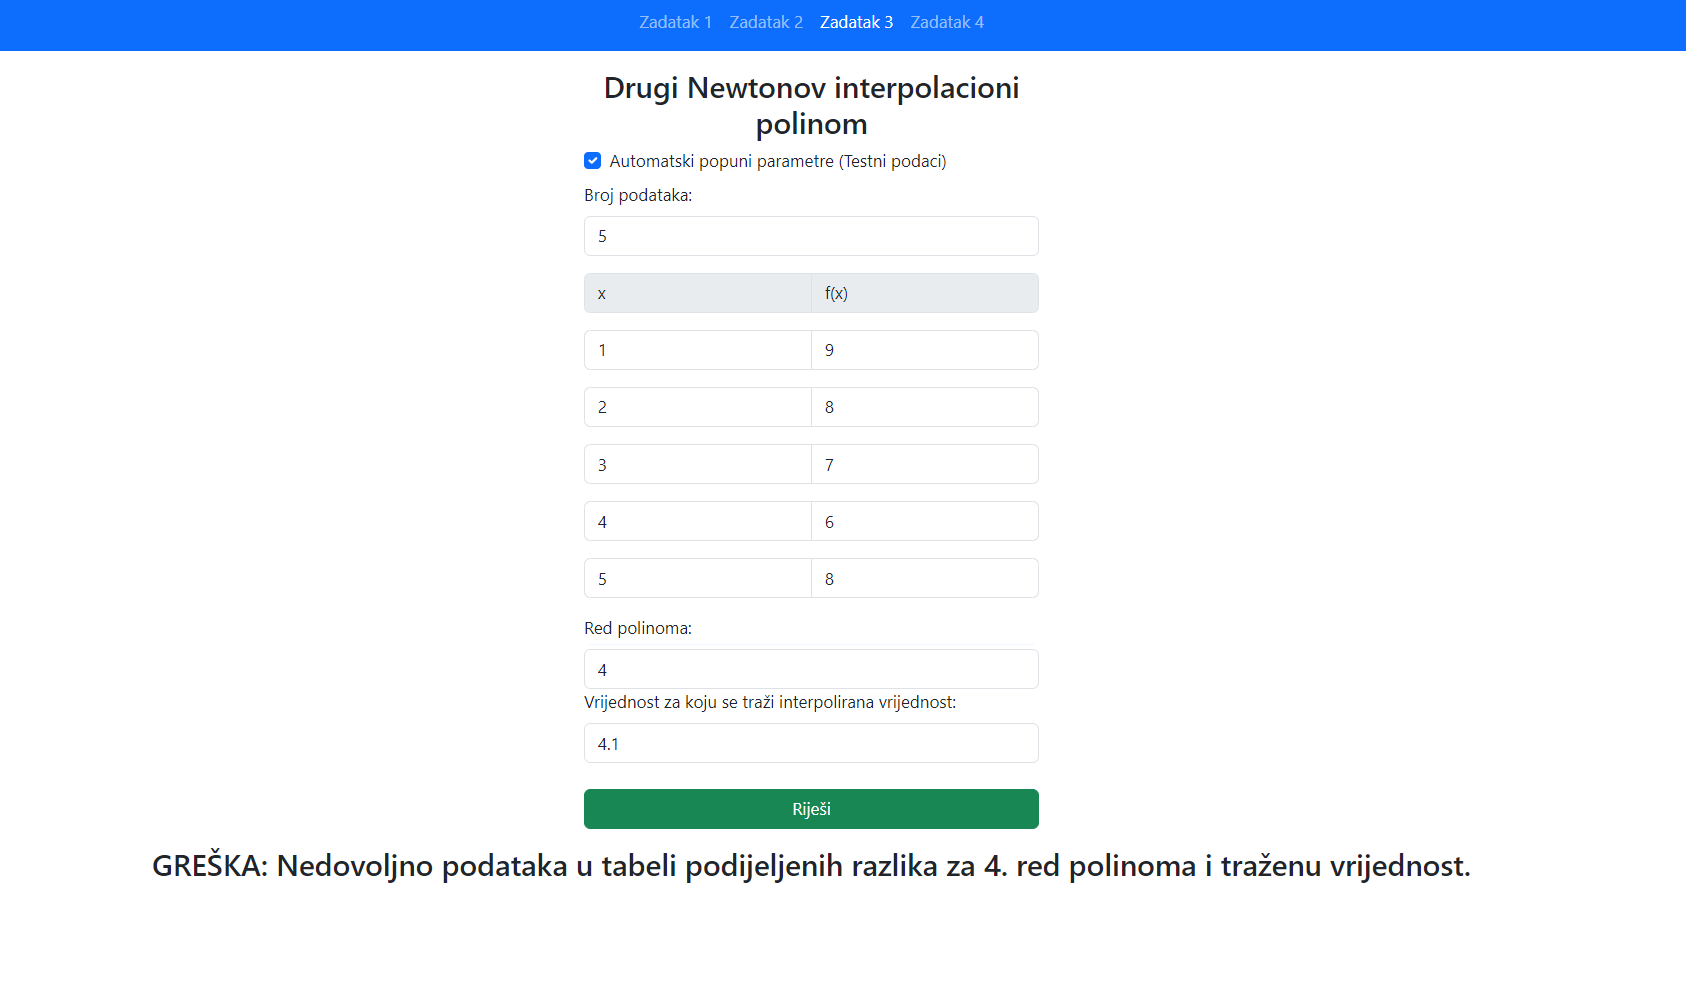 Zadatak 1 Zadatak 2 Zadatak 3 Zadatak 4
Drugi Newtonov interpolacioni
polinom
Automatski popuni parametre (Testni podaci)
Broj podataka:
5
x f(x)
1 9
2 8
3 7
4 6
5 8
Red polinoma:
4
Vrijednost za koju se traži interpolirana vrijednost:
4.1
Riješi
GREŠKA: Nedovoljno podataka u tabeli podijeljenih razlika za 4. red polinoma i traženu vrijednost.